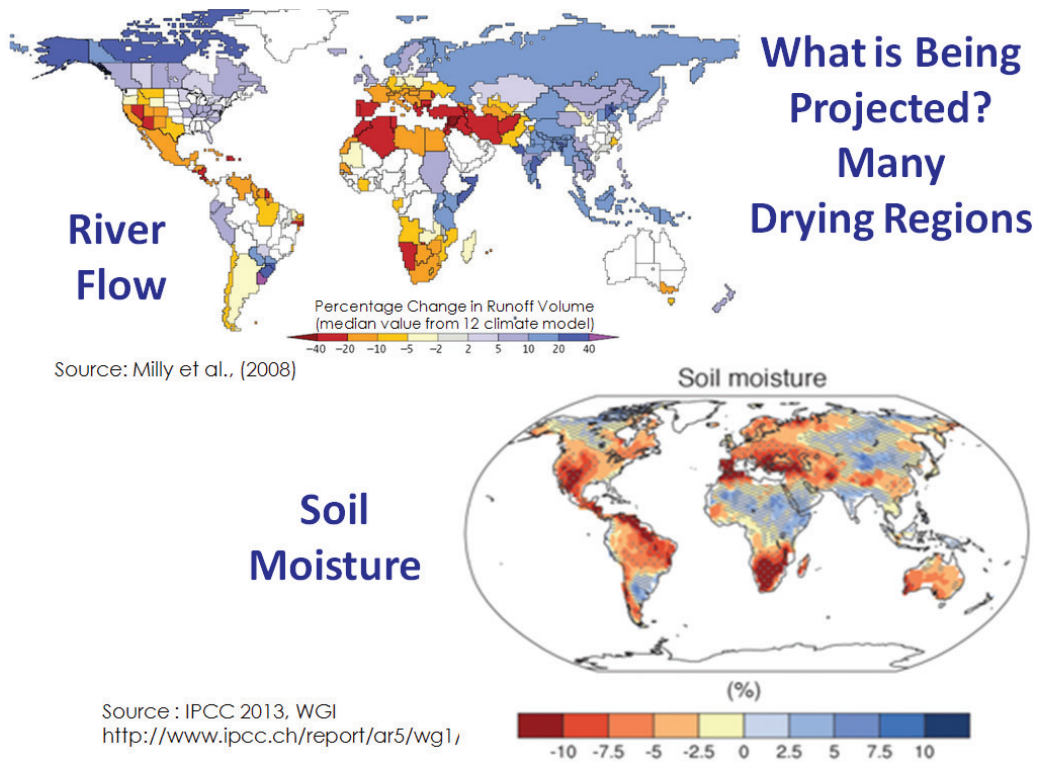 What is Being
Projected?
Many
Drying Regions
River
Flow
Percentage Change in Runoff Volume
(median value from 12 climate model)
-40 -20 -10 -5 -2 2 5 10 20 40
Source: Milly et al., (2008)
Soil moisture
Soil
Moisture
(%)
-10 -7.5 -5 -2.5 0 2.5 5 7.5 10
Source : IPCC 2013, WGI
http://www.ipcc.ch/report/ar5/wg1/